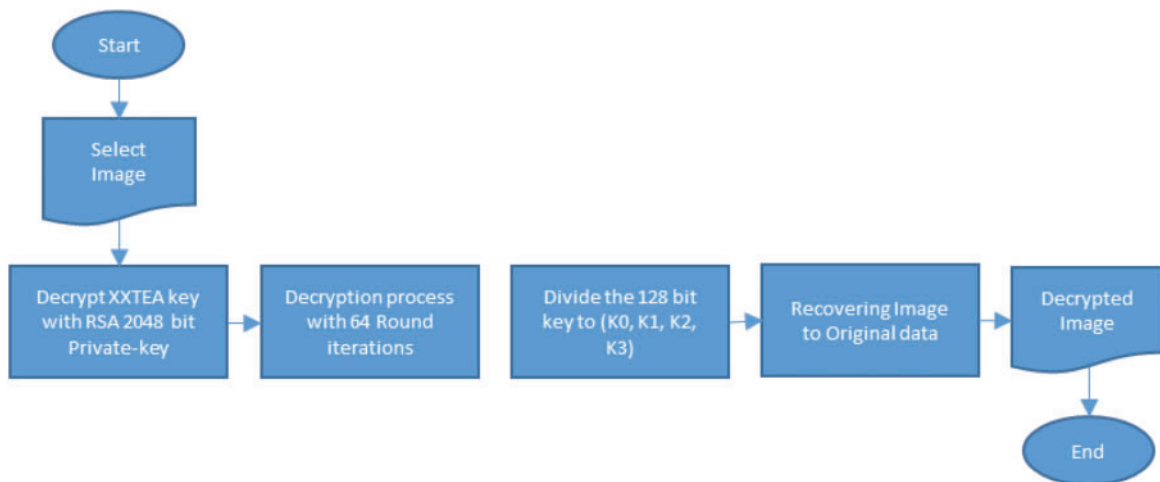 Start
Select
Image
Decrypt XXTEA key
with RSA 2048 bit
Private-key
Decryption process
with 64 Round
iterations
Divide the 128 bit
key to (K0, K1, K2,
K3)
Recovering Image
to Original data
Decrypted
Image
End